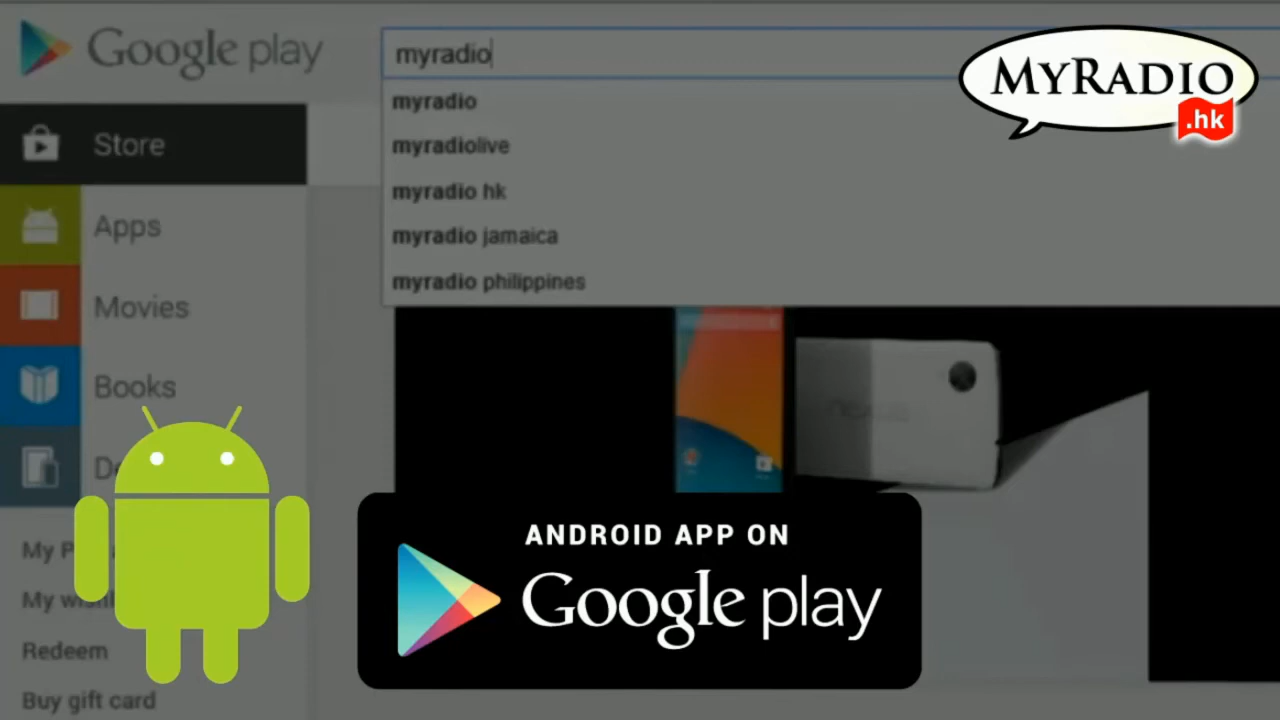 Google play
myradio
MYRADIO
.hk
myradio
myradiolive
myradio hk
myradio jamaica
myradio philippines
Store
Apps
Movies
Books
My
Redeem
Buy gift card
ANDROID APP ON
Google play